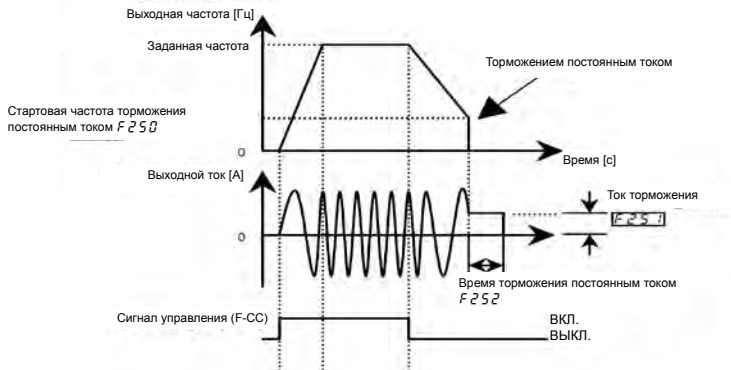 Выходная частота [Гц]
Заданная частота
Торможением постоянным током
Стартовая частота торможения
постоянным током F250
0
Время [с]
Выходной ток [А]
Ток торможения
F251
0
Время торможения постоянным током
F252
Сигнал управления (F-CC)
ВКЛ.
ВЫКЛ.